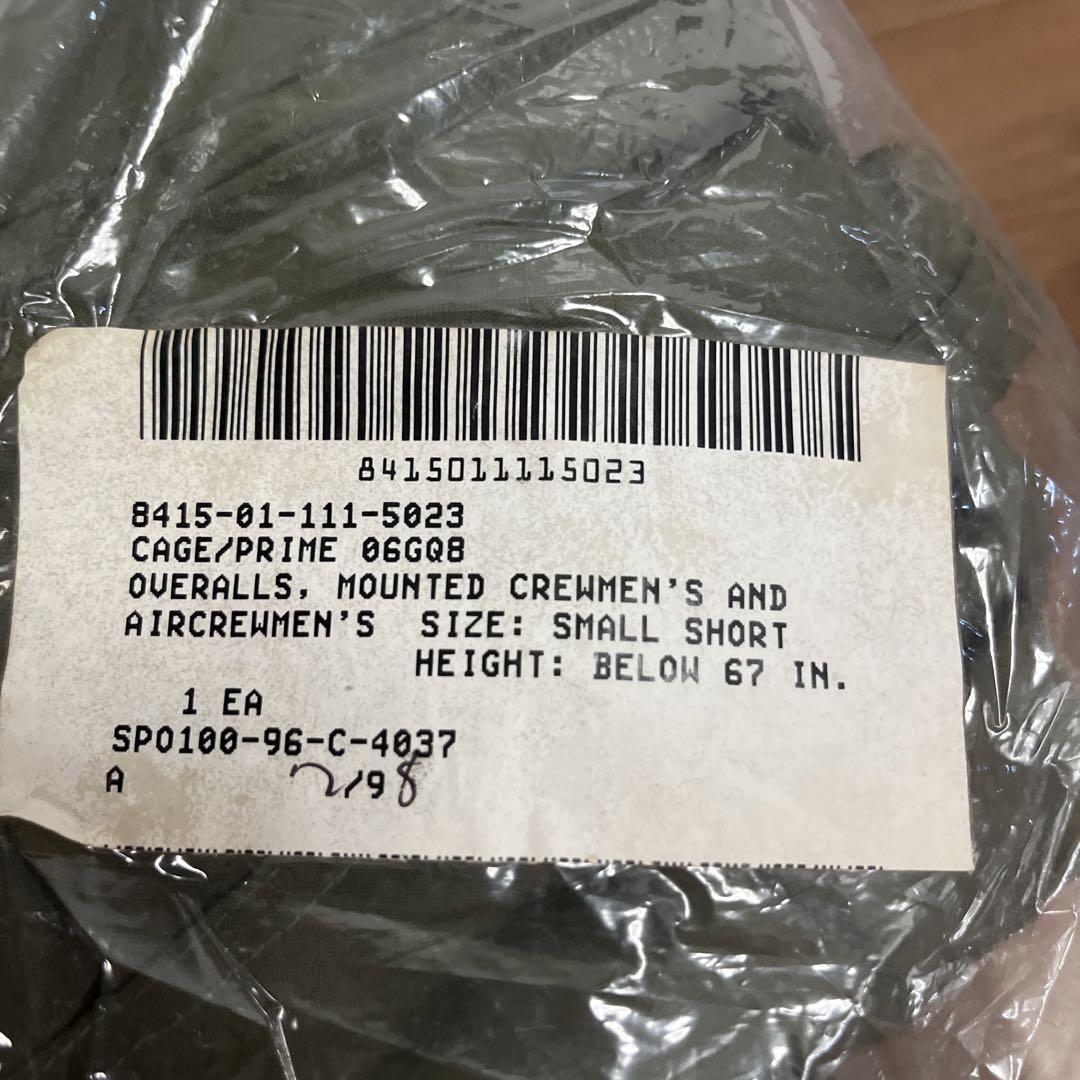 8415011115023
8415-01-111-5023
CAGE/PRIME 06GQ8
OVERALLS, MOUNTED CREWMEN'S AND
AIRCREWMEN'S SIZE: SMALL SHORT
HEIGHT: BELOW 67 IN.
1 EA
SPO100-96-C-4037
A 2/98